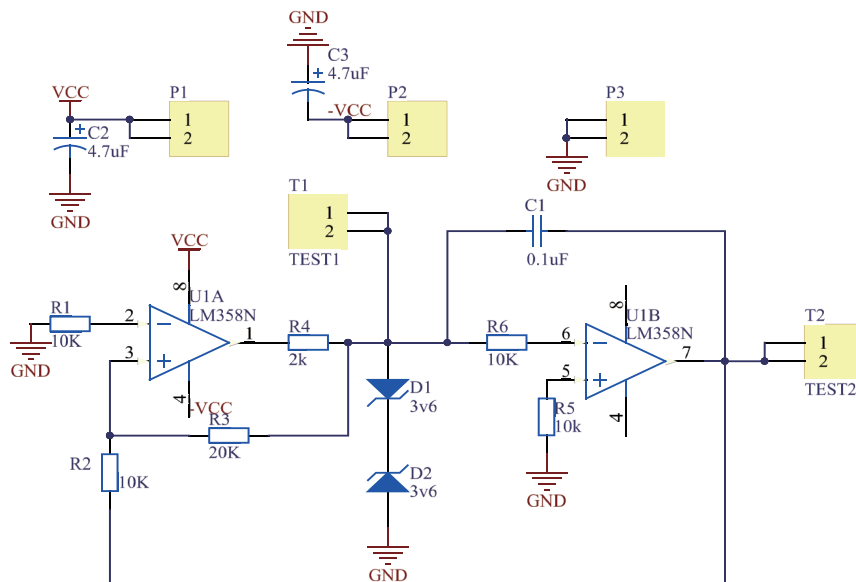 GND
C3
4.7uF
-VCC
P2
1
2
VCC
P1
1
2
C2
4.7uF
GND
P3
1
2
GND
T1
1
2
TEST1
C1
0.1uF
VCC
8
U1A
LM358N
R1
10K
GND
2
3
1
4
-VCC
R4
2k
R3
20K
R2
10K
D1
3v6
D2
3v6
GND
R6
10K
8
U1B
LM358N
6
5
7
4
R5
10k
GND
T2
1
2
TEST2